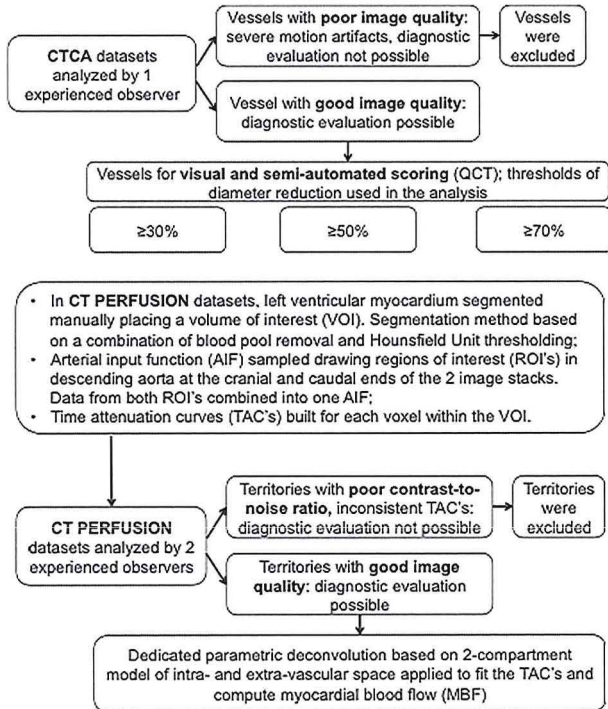 Vessels with poor image quality:
severe motion artifacts, diagnostic
evaluation not possible
Vessels
were
excluded
CTCA datasets
analyzed by 1
experienced observer
Vessel with good image quality:
diagnostic evaluation possible
Vessels for visual and semi-automated scoring (QCT); thresholds of
diameter reduction used in the analysis
≥30%
≥50%
≥70%
• In CT PERFUSION datasets, left ventricular myocardium segmented
manually placing a volume of interest (VOI). Segmentation method based
on a combination of blood pool removal and Hounsfield Unit thresholding;
• Arterial input function (AIF) sampled drawing regions of interest (ROI's) in
descending aorta at the cranial and caudal ends of the 2 image stacks.
Data from both ROI's combined into one AIF;
• Time attenuation curves (TAC's) built for each voxel within the VOI.
Territories with poor contrast-to-
noise ratio, inconsistent TAC's:
diagnostic evaluation not possible
Territories
were
excluded
CT PERFUSION
datasets analyzed by 2
experienced observers
Territories with good image
quality: diagnostic evaluation
possible
Dedicated parametric deconvolution based on 2-compartment
model of intra- and extra-vascular space applied to fit the TAC's and
compute myocardial blood flow (MBF)